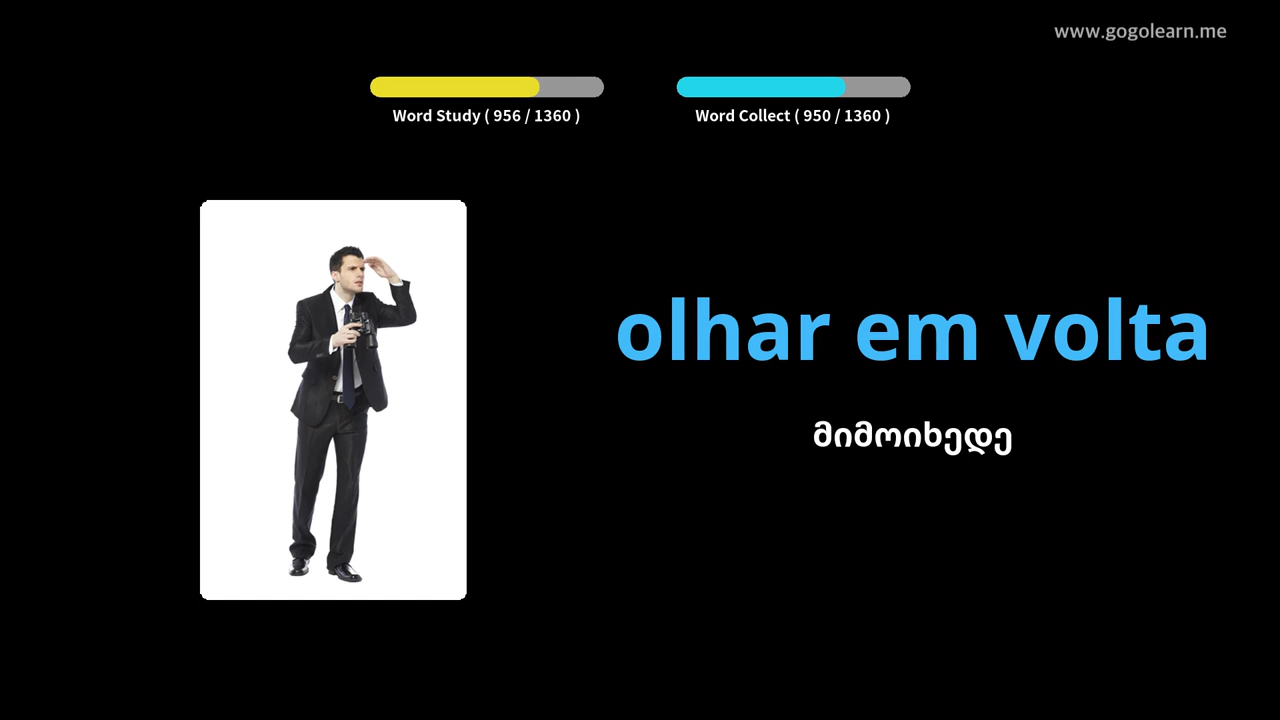 www.gogolearn.me
Word Study ( 956 / 1360 )
Word Collect ( 950 / 1360 )
olhar em volta
მიმოიხედე